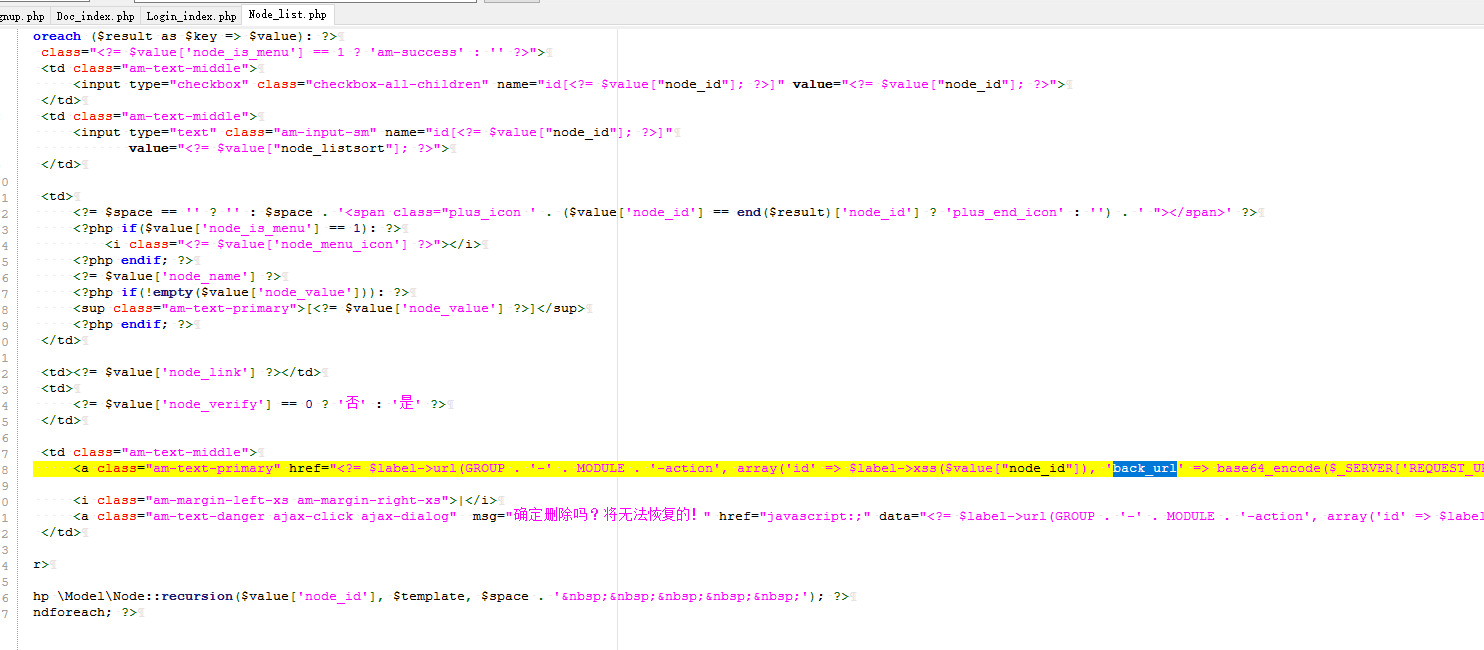 gnup.php Doc_index.php Login_index.php Node_list.php
oreach ($result as $key => $value): ?>
class="<?= $value['node_is_menu'] == 1 ? 'am-success' : '' ?>">
<td class="am-text-middle">
<input type="checkbox" class="checkbox-all-children" name="id[<?= $value["node_id"]; ?>]" value="<?= $value["node_id"]; ?>">
</td>
<td class="am-text-middle">
<input type="text" class="am-input-sm" name="id[<?= $value["node_id"]; ?>]"
value="<?= $value["node_listsort"]; ?>">
</td>
0
1 <td>
2 <?= $space == '' ? '' : $space . '<span class="plus_icon ' . ($value['node_id'] == end($result)['node_id'] ? 'plus_end_icon' : '') . ' "></span>' ?>
3 <?php if($value['node_is_menu'] == 1): ?>
4 <i class="<?= $value['node_menu_icon'] ?>"></i>
5 <?php endif; ?>
6 <?= $value['node_name'] ?>
7 <?php if(!empty($value['node_value'])): ?>
8 <sup class="am-text-primary">[<?= $value['node_value'] ?>]</sup>
9 <?php endif; ?>
0 </td>
1
2 <td><?= $value['node_link'] ?></td>
3 <td>
4 <?= $value['node_verify'] == 0 ? '否' : '是' ?>
5 </td>
6
7 <td class="am-text-middle">
8 <a class="am-text-primary" href="<?= $label->url(GROUP . '-' . MODULE . '-action', array('id' => $label->xss($value["node_id"]), 'back_url' => base64_encode($_SERVER['REQUEST_UR
9
0 <i class="am-margin-left-xs am-margin-right-xs">|</i>
1 <a class="am-text-danger ajax-click ajax-dialog" msg="确定删除吗？将无法恢复的！" href="javascript:;" data="<?= $label->url(GROUP . '-' . MODULE . '-action', array('id' => $label
2 </td>
3
4 r>
5
6 hp \Model\Node::recursion($value['node_id'], $template, $space . '&nbsp;&nbsp;&nbsp;&nbsp;&nbsp;'); ?>
7 ndforeach; ?>